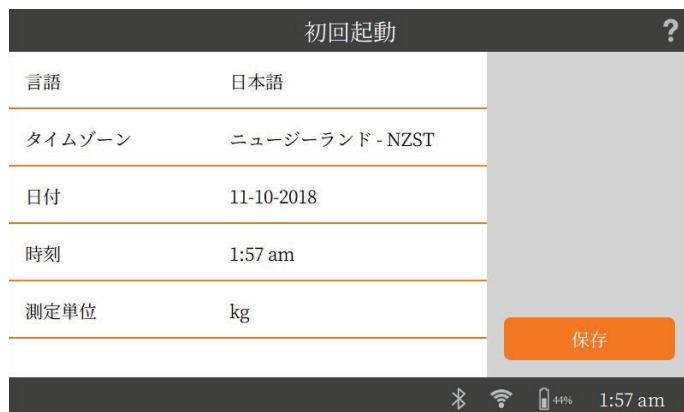 初回起動
?
言語 日本語
タイムゾーン ニュージーランド - NZST
日付 11-10-2018
時刻 1:57 am
測定単位 kg
保存
44% 1:57 am